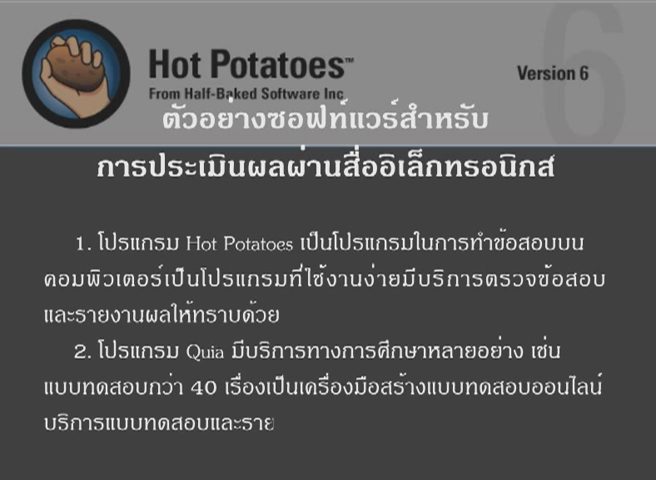 Hot Potatoes™
From Half-Baked Software Inc
Version 6
6
ตัวอย่างซอฟท์แวร์สำหรับ
การประเมินผลผ่านสื่ออิเล็กทรอนิกส์
1. โปรแกรม Hot Potatoes เป็นโปรแกรมในการทำข้อสอบบน
คอมพิวเตอร์เป็นโปรแกรมที่ใช้งานง่ายมีบริการตรวจข้อสอบ
และรายงานผลให้ทราบด้วย
2. โปรแกรม Quia มีบริการทางการศึกษาหลายอย่าง เช่น
แบบทดสอบกว่า 40 เรื่องเป็นเครื่องมือสร้างแบบทดสอบออนไลน์
บริการแบบทดสอบและราย